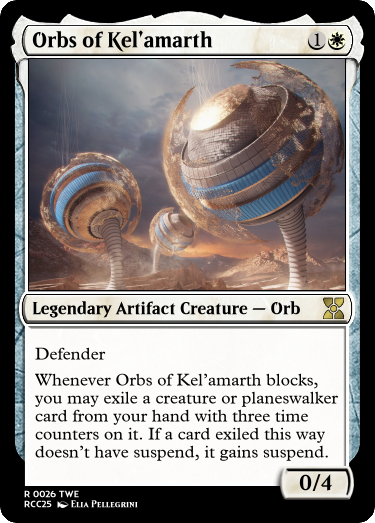 Orbs of Kel'amarth 1
Legendary Artifact Creature — Orb
Defender
Whenever Orbs of Kel'amarth blocks,
you may exile a creature or planeswalker
card from your hand with three time
counters on it. If a card exiled this way
doesn't have suspend, it gains suspend.
0/4
R 0026 TWE
RCC25 Elia Pellegrini